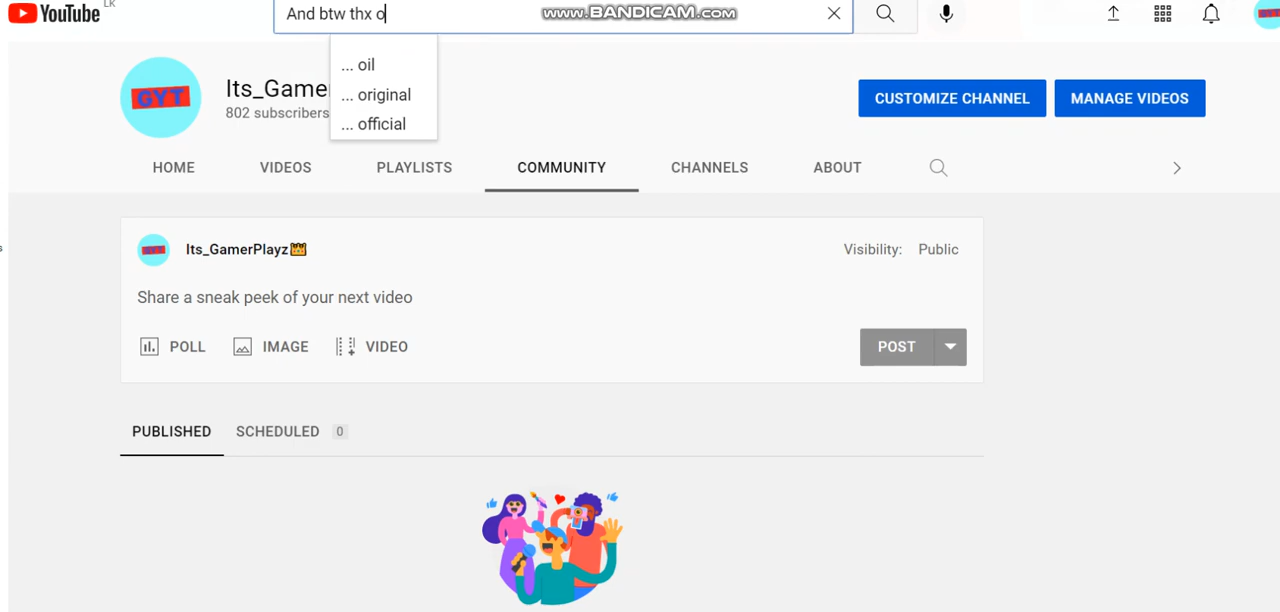 LK
YouTube
And btw thx o
www.BANDICAM.com
... oil
... original
... official
GYT
Its_Game
802 subscribers
CUSTOMIZE CHANNEL
MANAGE VIDEOS
HOME
VIDEOS
PLAYLISTS
COMMUNITY
CHANNELS
ABOUT
GYT
Its_GamerPlayz
Visibility: Public
Share a sneak peek of your next video
POLL
IMAGE
VIDEO
POST
PUBLISHED
SCHEDULED 0